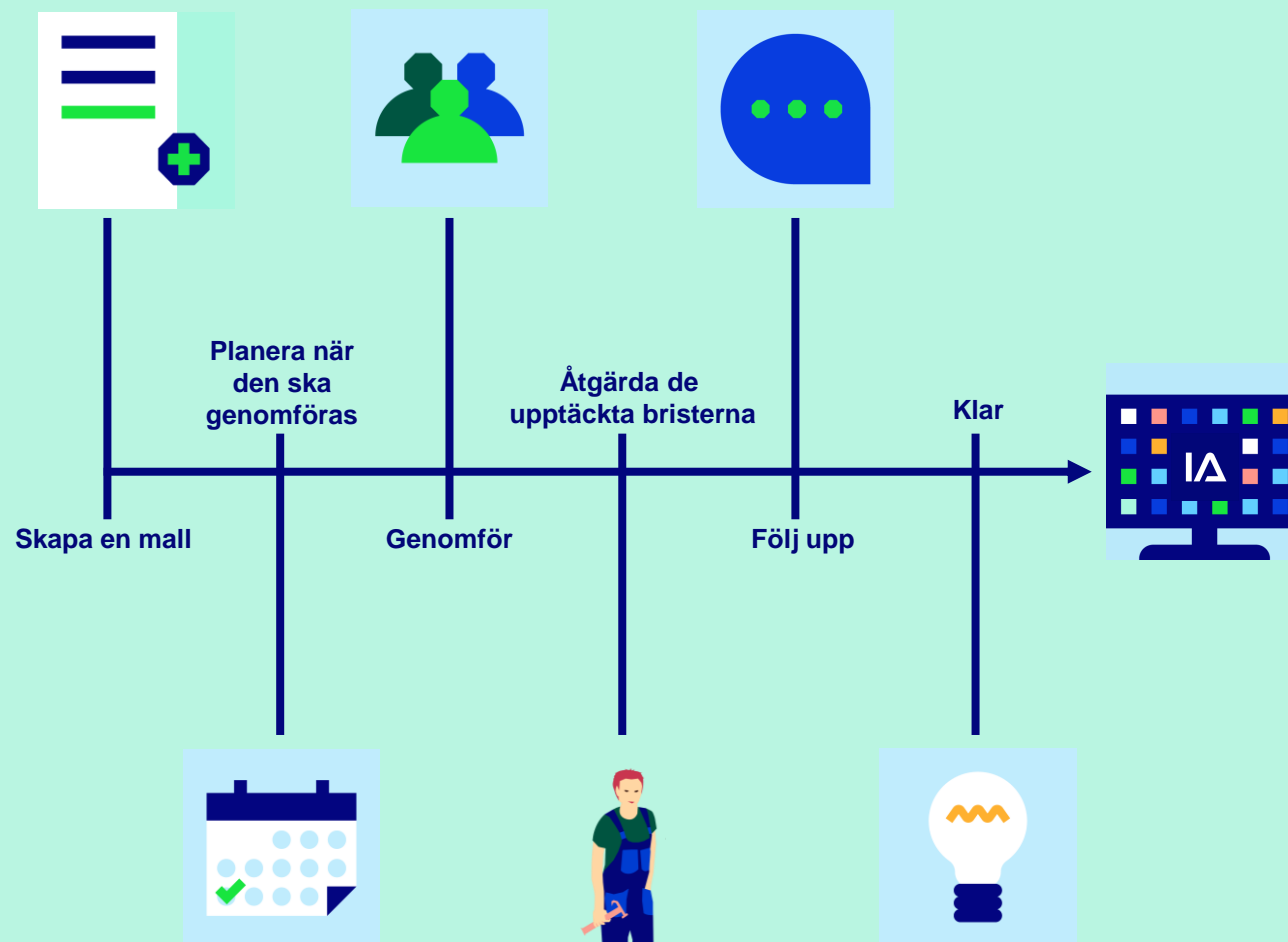 Skapa en mall
Planera när
den ska
genomföras
Genomför
Åtgärda de
upptäckta bristerna
Följ upp
Klar
IA